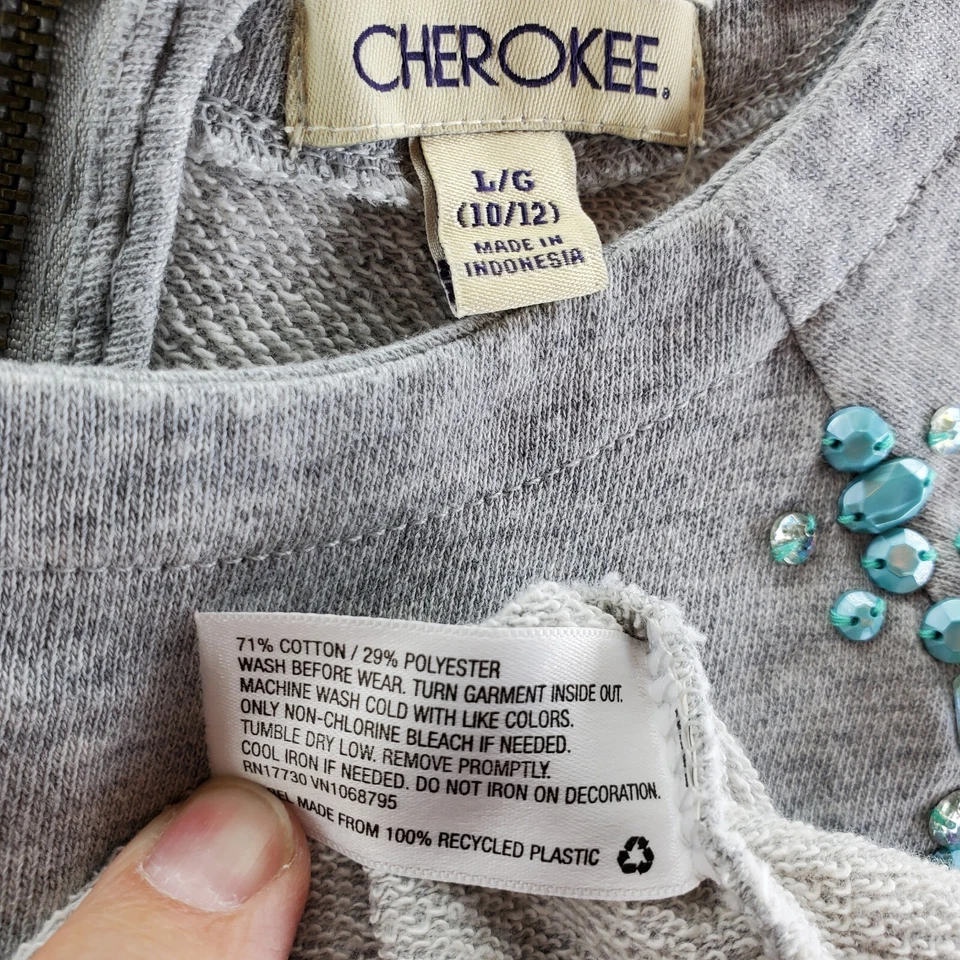 CHEROKEE®
L/G
(10/12)
MADE IN
INDONESIA
71% COTTON / 29% POLYESTER
WASH BEFORE WEAR. TURN GARMENT INSIDE OUT.
MACHINE WASH COLD WITH LIKE COLORS.
ONLY NON-CHLORINE BLEACH IF NEEDED.
TUMBLE DRY LOW. REMOVE PROMPTLY.
COOL IRON IF NEEDED. DO NOT IRON ON DECORATION.
RN17730 VN1068795
MADE FROM 100% RECYCLED PLASTIC